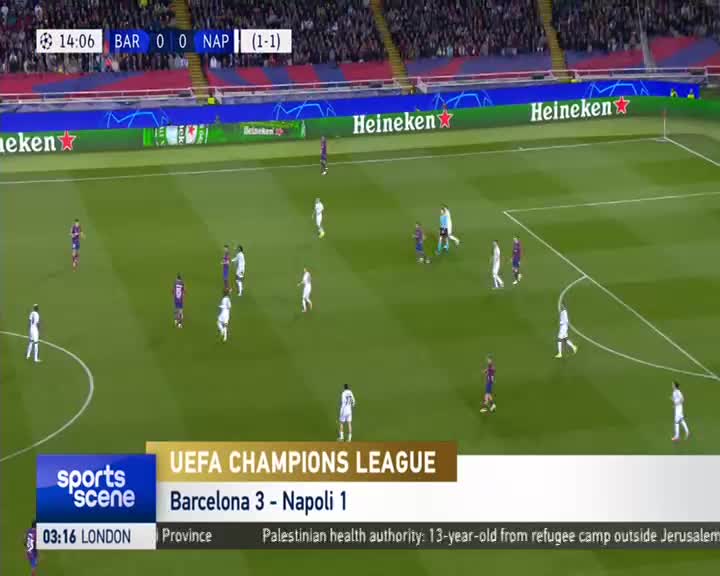 14:06 BAR 0 0 NAP (1-1)
Heineken Heineken
Heineken
neken
UEFA CHAMPIONS LEAGUE
sports scene
Barcelona 3 - Napoli 1
03:16 LONDON
Province Palestinian health authority: 13-year-old from refugee camp outside Jerusalem